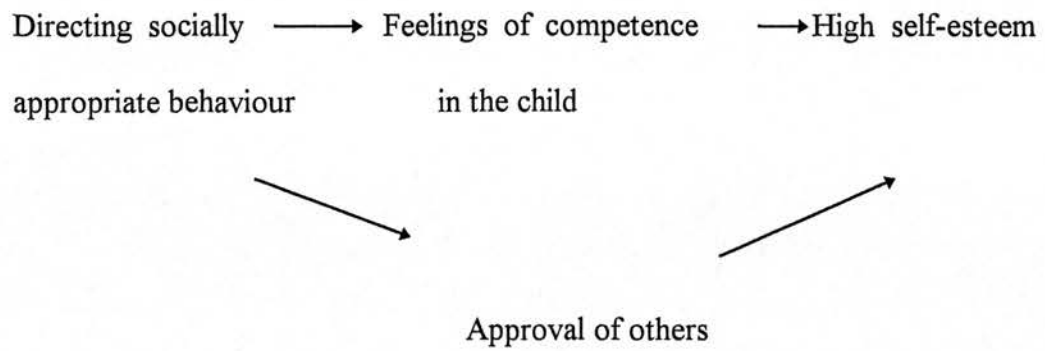 Directing socially → Feelings of competence → High self-esteem
appropriate behaviour in the child
Approval of others